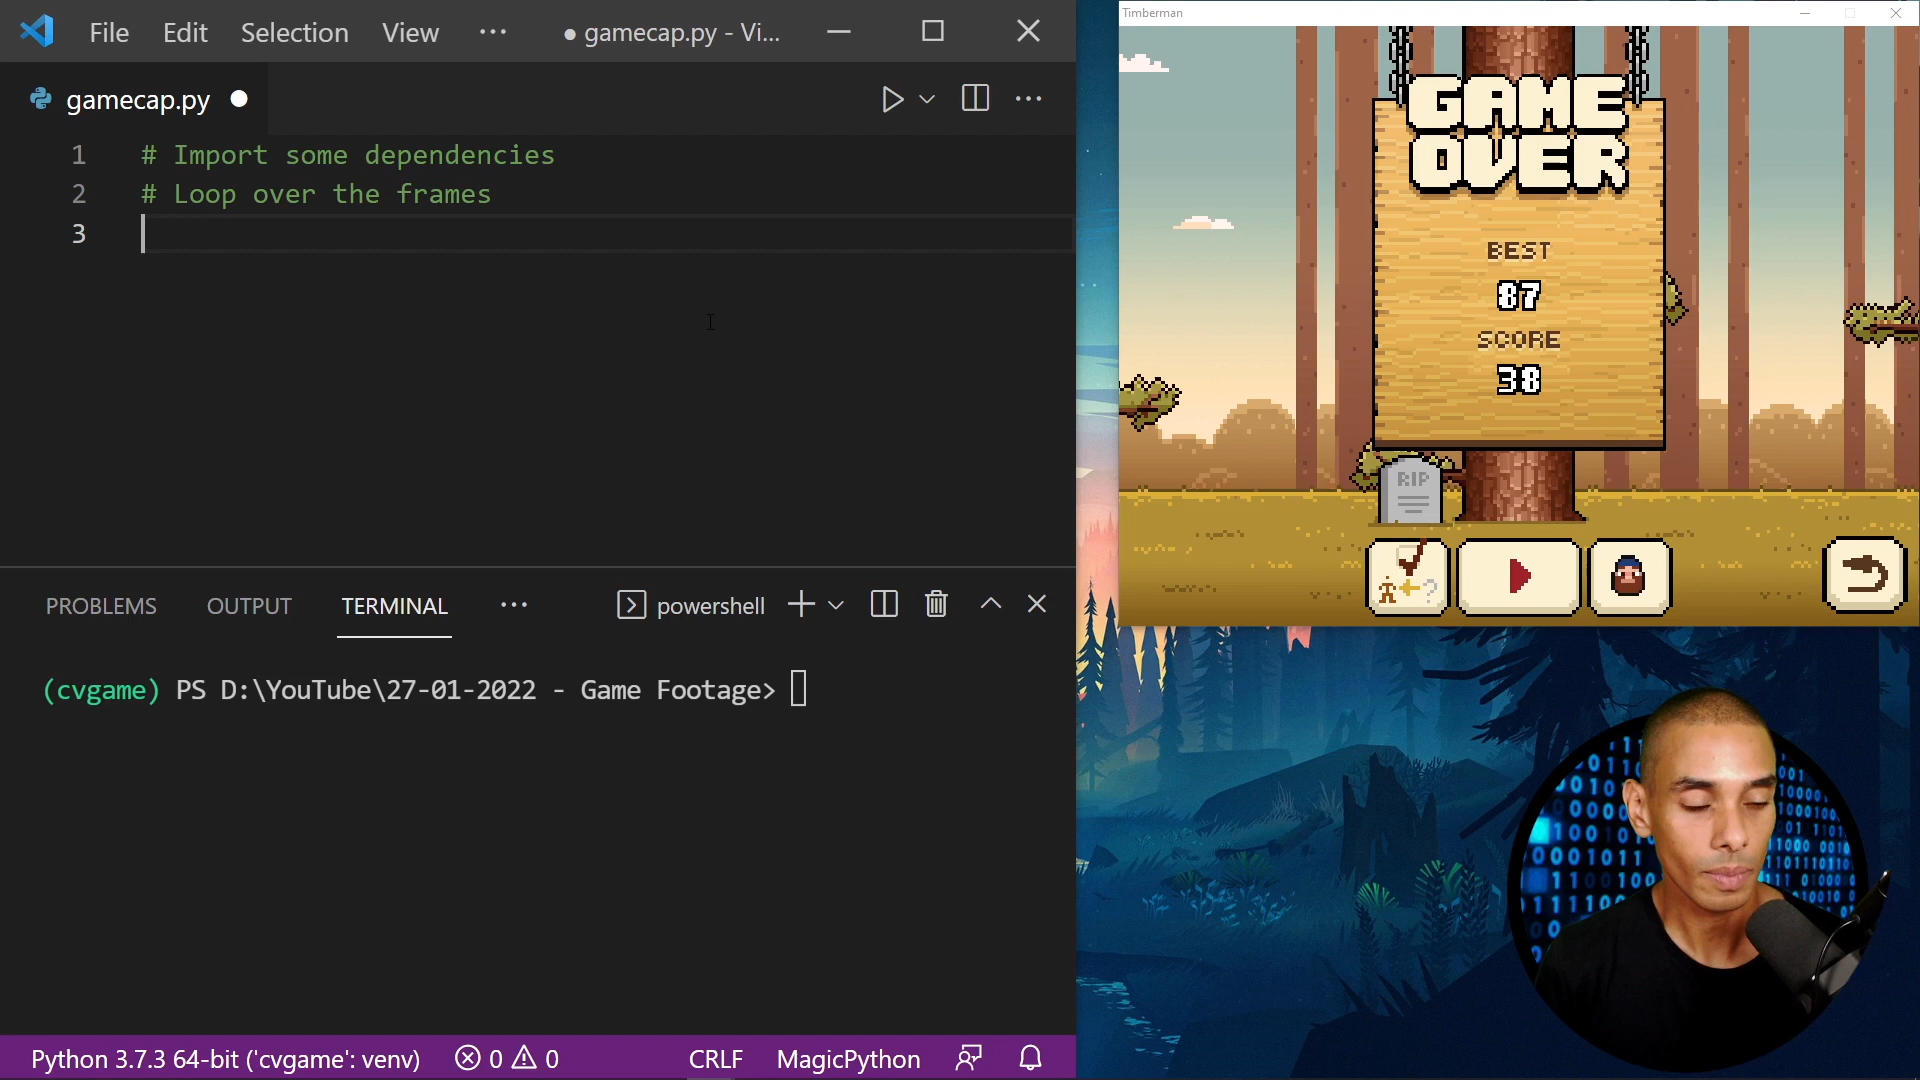 File Edit Selection View ··· ● gamecap.py - Vi...
gamecap.py ●
1 # Import some dependencies
2 # Loop over the frames
3
PROBLEMS OUTPUT TERMINAL ··· powershell
(cvgame) PS D:\YouTube\27-01-2022 - Game Footage>
Python 3.7.3 64-bit ('cvgame': venv) 0 0 CRLF MagicPython
Timberman
GAME
OVER
BEST
87
SCORE
38
RIP
?